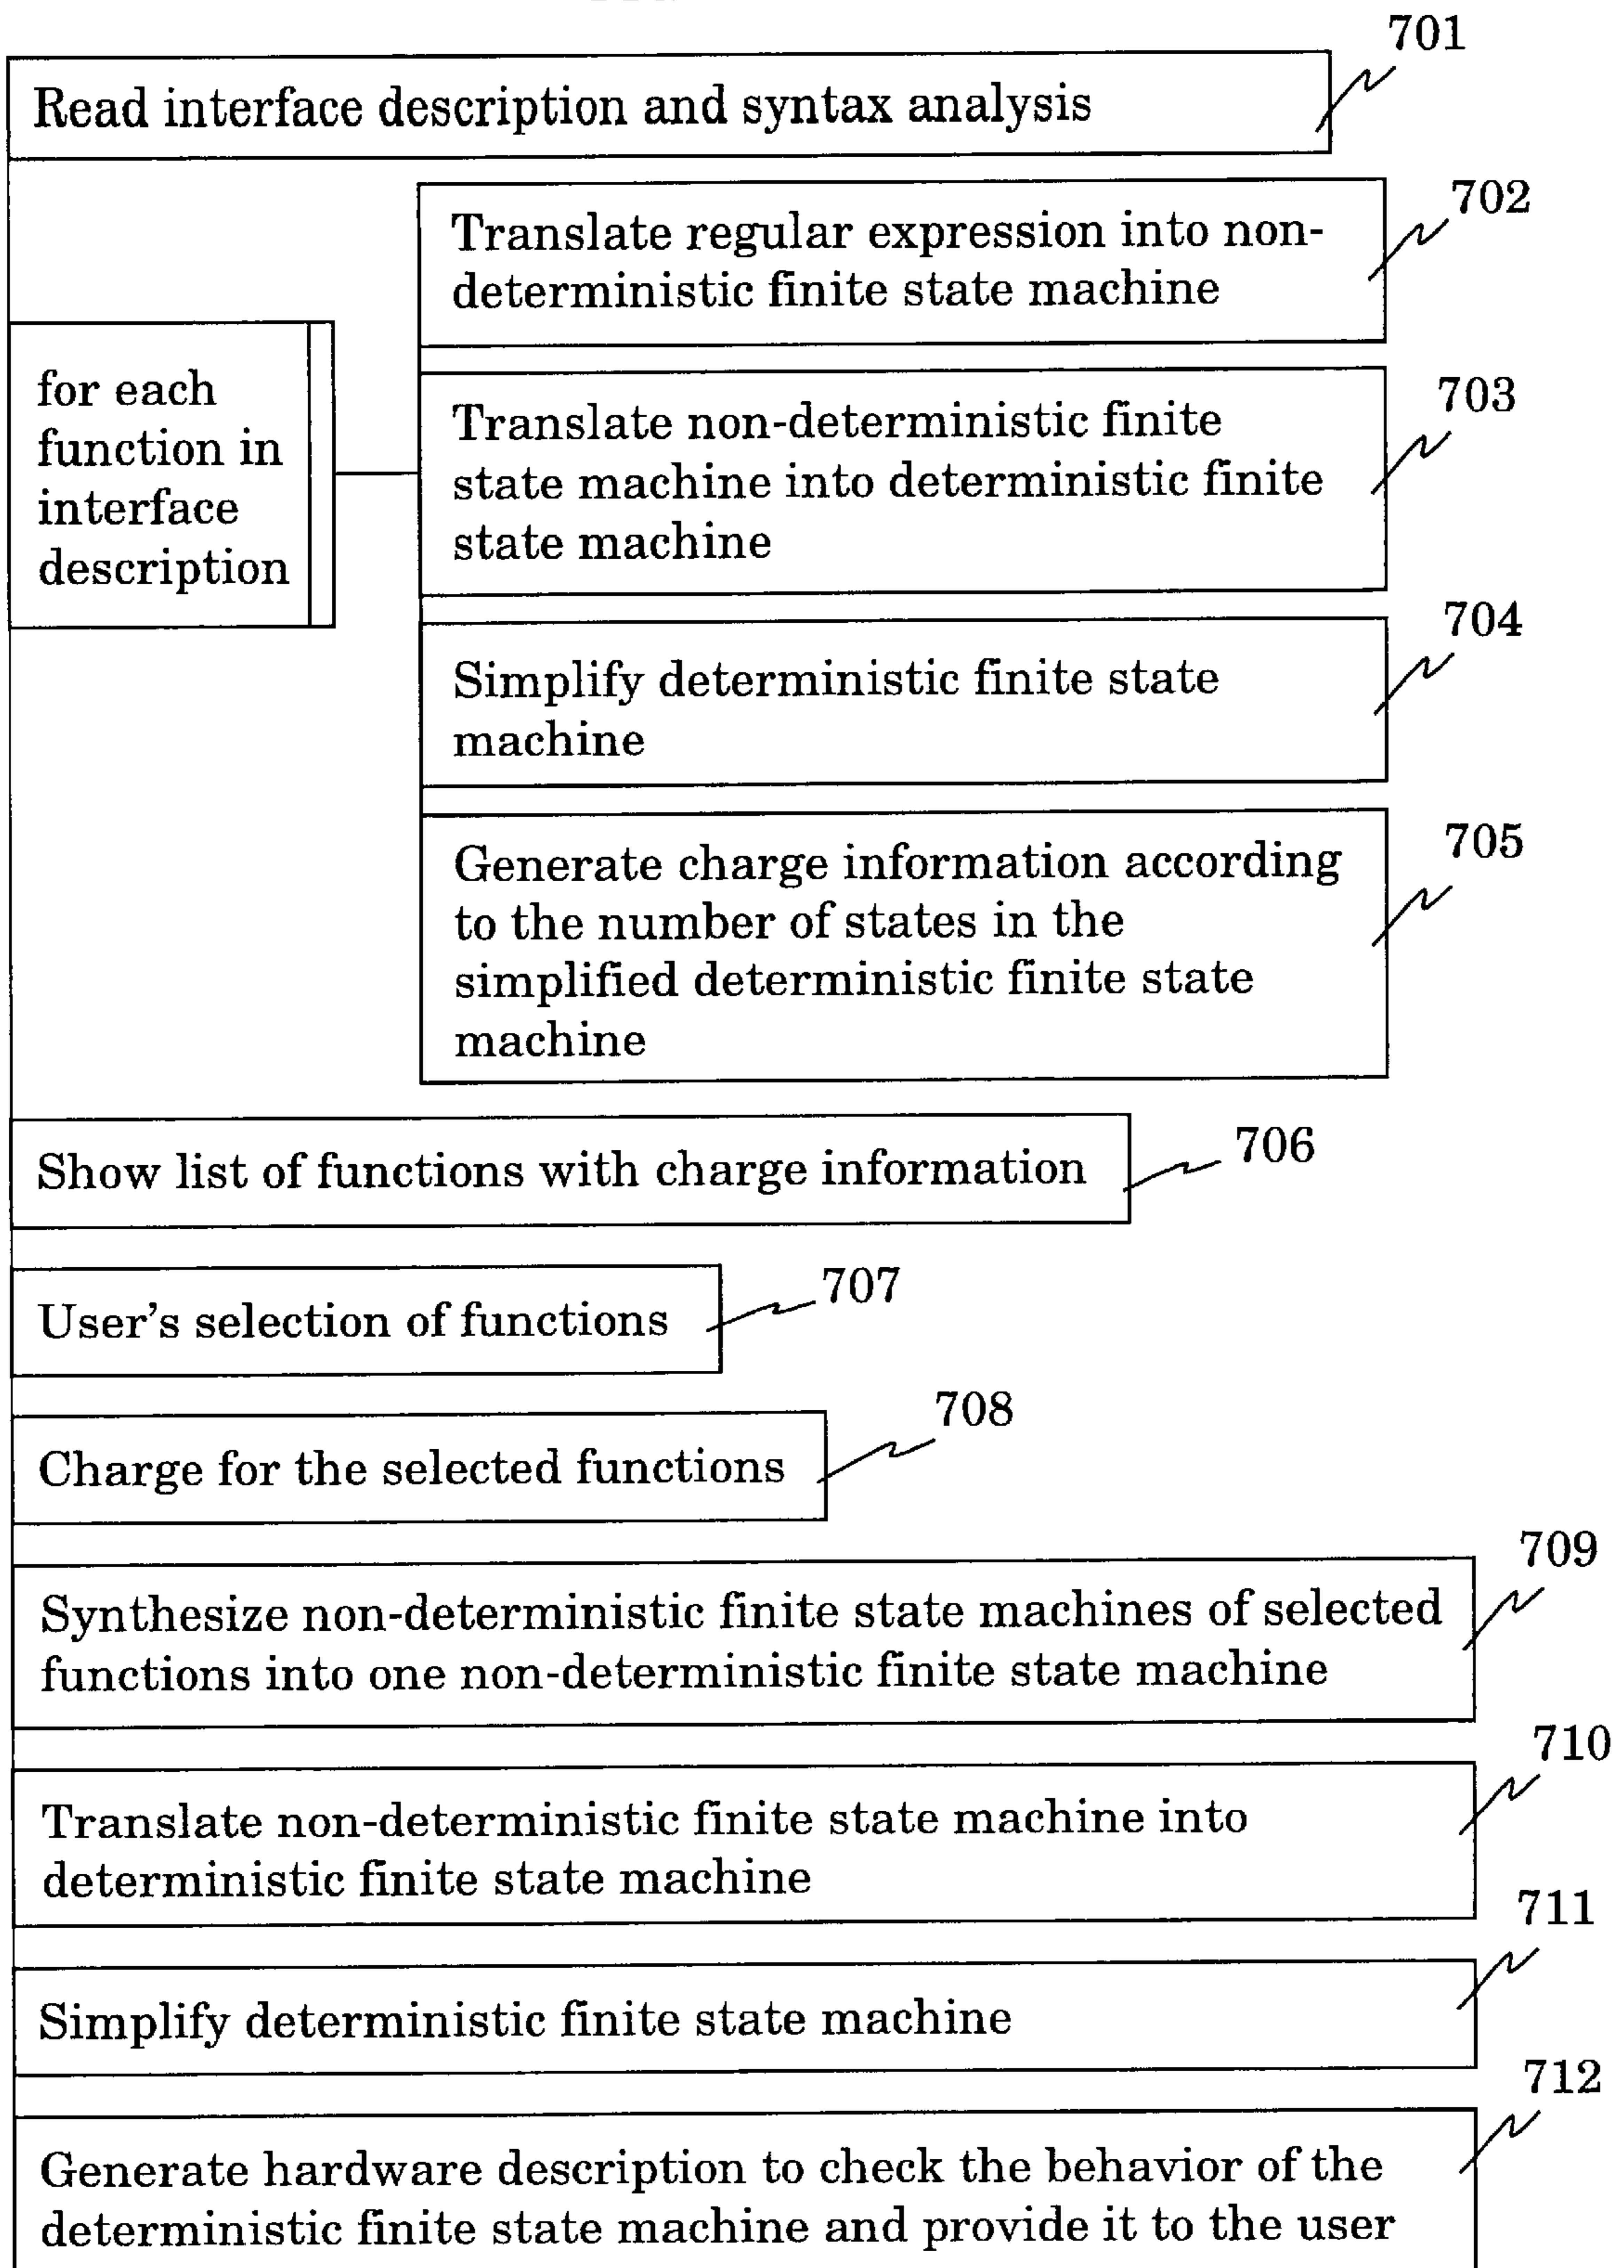 701
Read interface description and syntax analysis
702
Translate regular expression into non-
deterministic finite state machine
for each
function in
interface
description
703
Translate non-deterministic finite
state machine into deterministic finite
state machine
704
Simplify deterministic finite state
machine
705
Generate charge information according
to the number of states in the
simplified deterministic finite state
machine
706
Show list of functions with charge information
707
User's selection of functions
708
Charge for the selected functions
709
Synthesize non-deterministic finite state machines of selected
functions into one non-deterministic finite state machine
710
Translate non-deterministic finite state machine into
deterministic finite state machine
711
Simplify deterministic finite state machine
712
Generate hardware description to check the behavior of the
deterministic finite state machine and provide it to the user